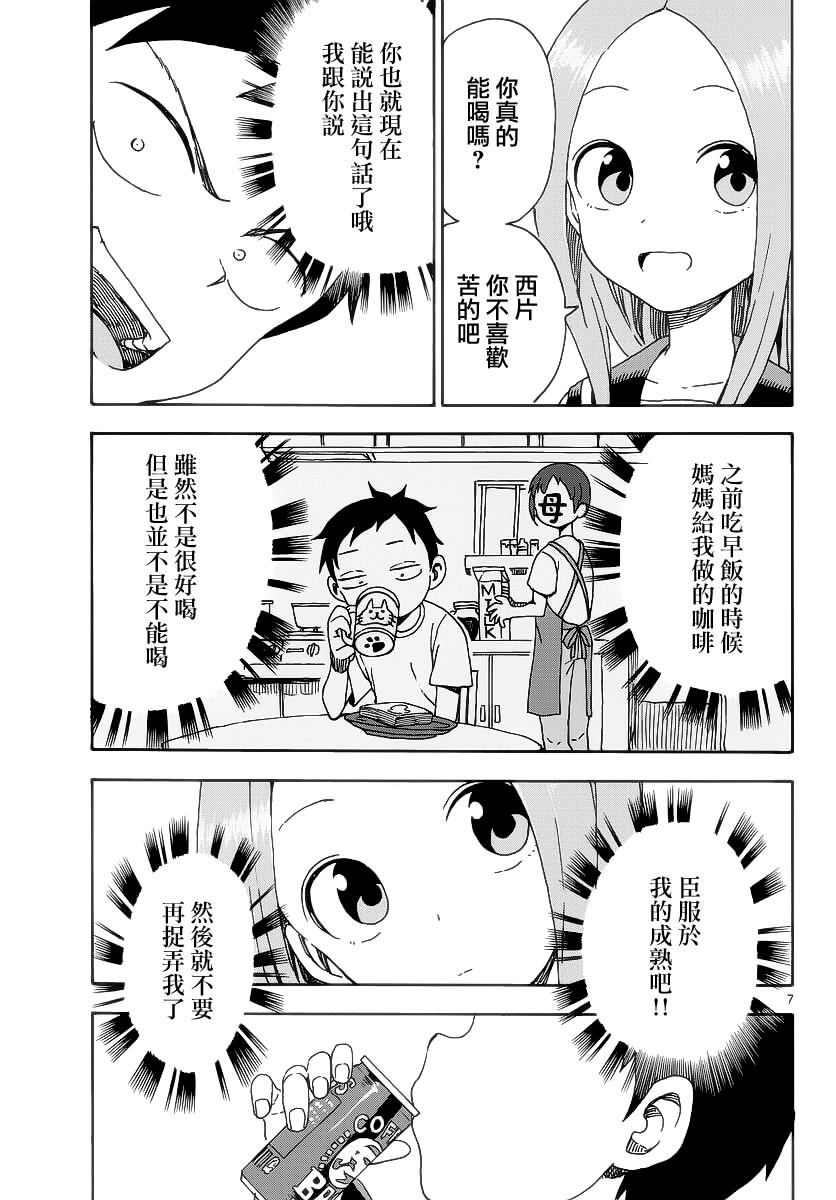 你真的
能喝嗎?
西片
你不喜歡
苦的吧
你也就現在
能説出這句話了哦
我跟你説
之前吃早飯的時候
媽媽給我做的咖啡
母
MILK
雖然不是很好喝
但是也並不是不能喝
臣服於
我的成熟吧!!
然後就不要
再捉弄我了
7